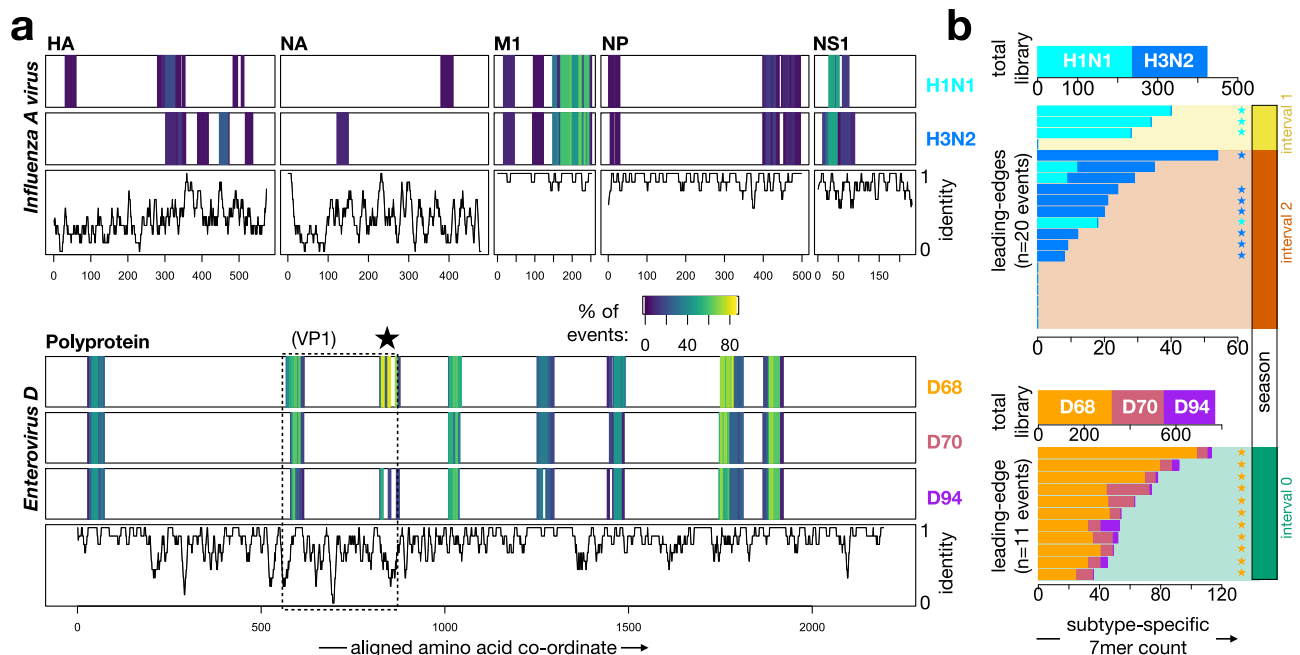 a
HA NA M1 NP NS1
Influenza A virus
H1N1
H3N2
1
identity
0
0 100 200 300 400 500
0 100 200 300 400
0 100 200
0 100 200 300 400 500
0 50 150
% of events:
0 40 80
Polyprotein
(VP1) ★
Enterovirus D
D68
D70
D94
1
identity
0
0 500 1000 1500 2000
aligned amino acid co-ordinate
b
total library
H1N1 H3N2
0 100 200 300 400 500
leading-edges
(n=20 events)
interval 1
interval 2
0 20 40 60
season
total library
D68 D70 D94
0 200 400 600
leading-edge
(n=11 events)
interval 0
0 40 80 120
subtype-specific
7mer count